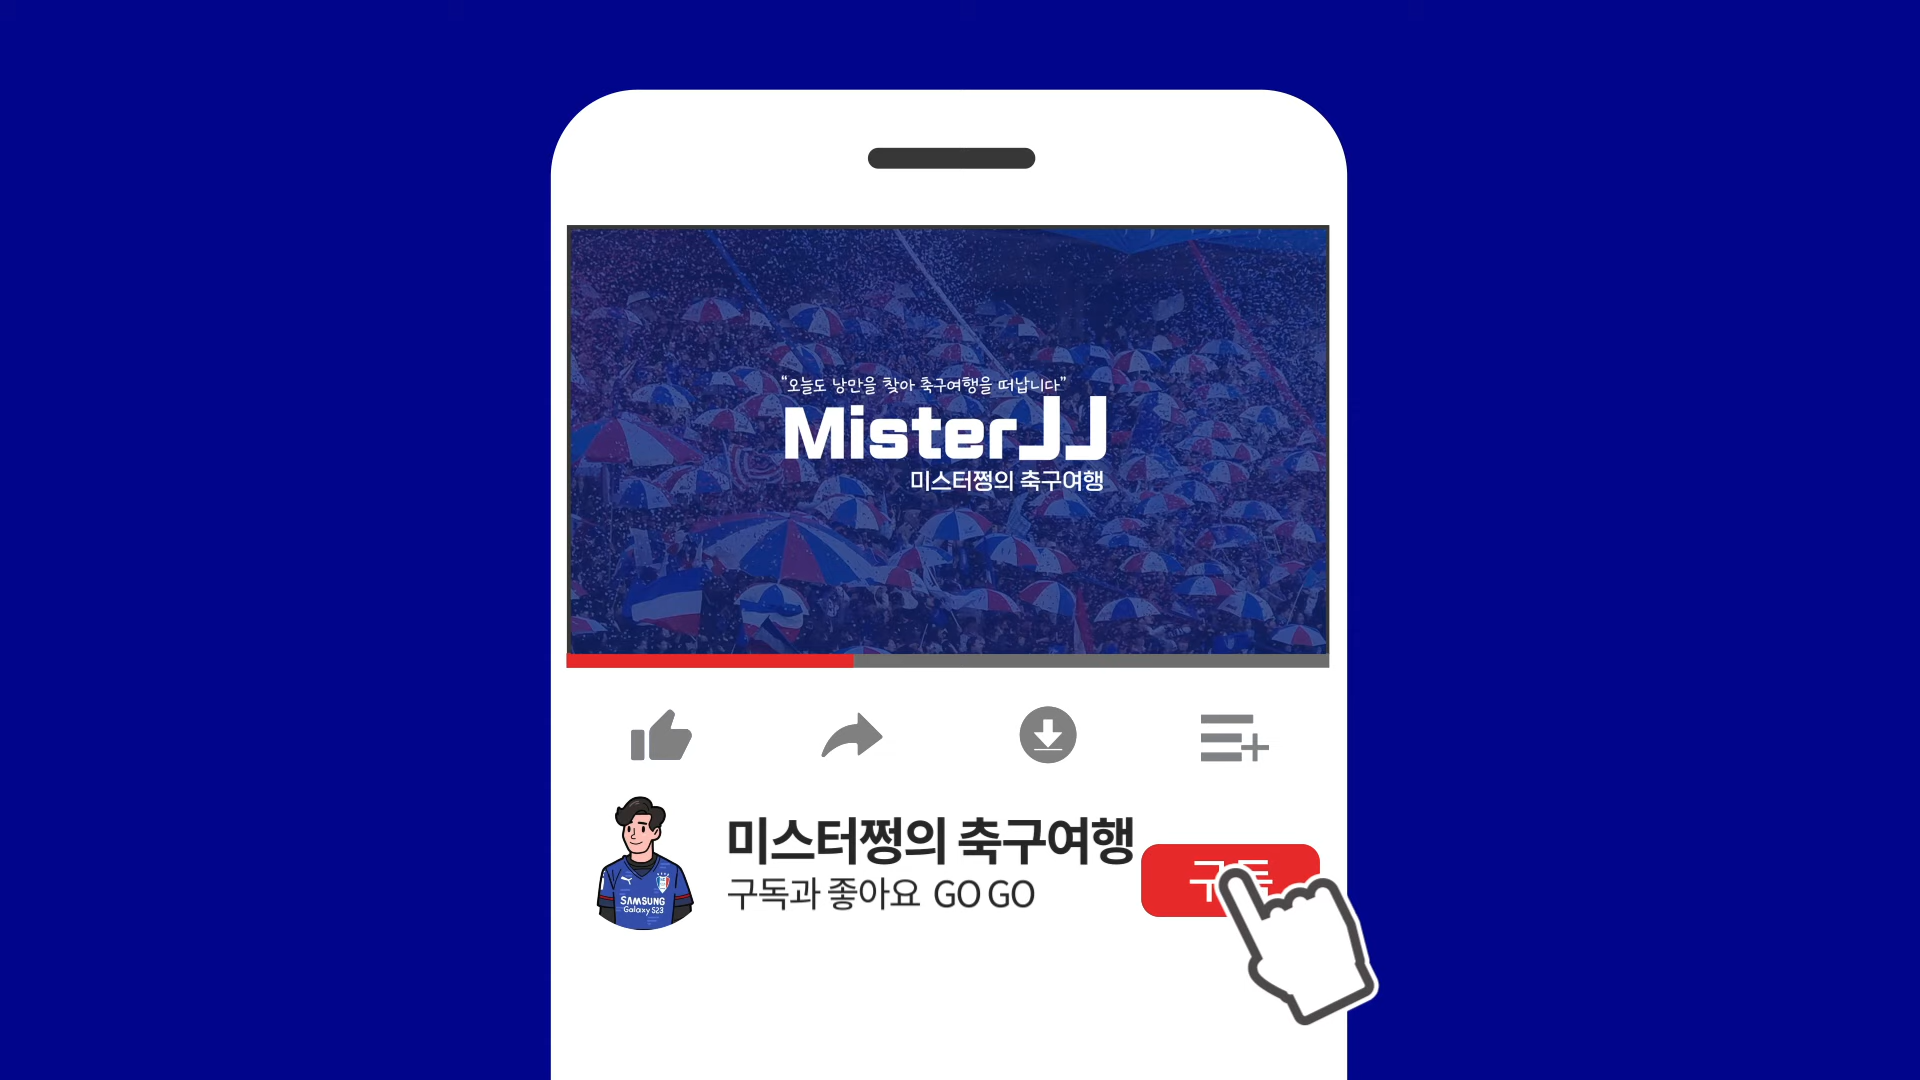 “오늘도 낭만을 찾아 축구여행을 떠납니다”
MisterJJ
미스터쩡의 축구여행
미스터쩡의 축구여행
구독과 좋아요 GO GO
구독
SAMSUNG
Galaxy S23